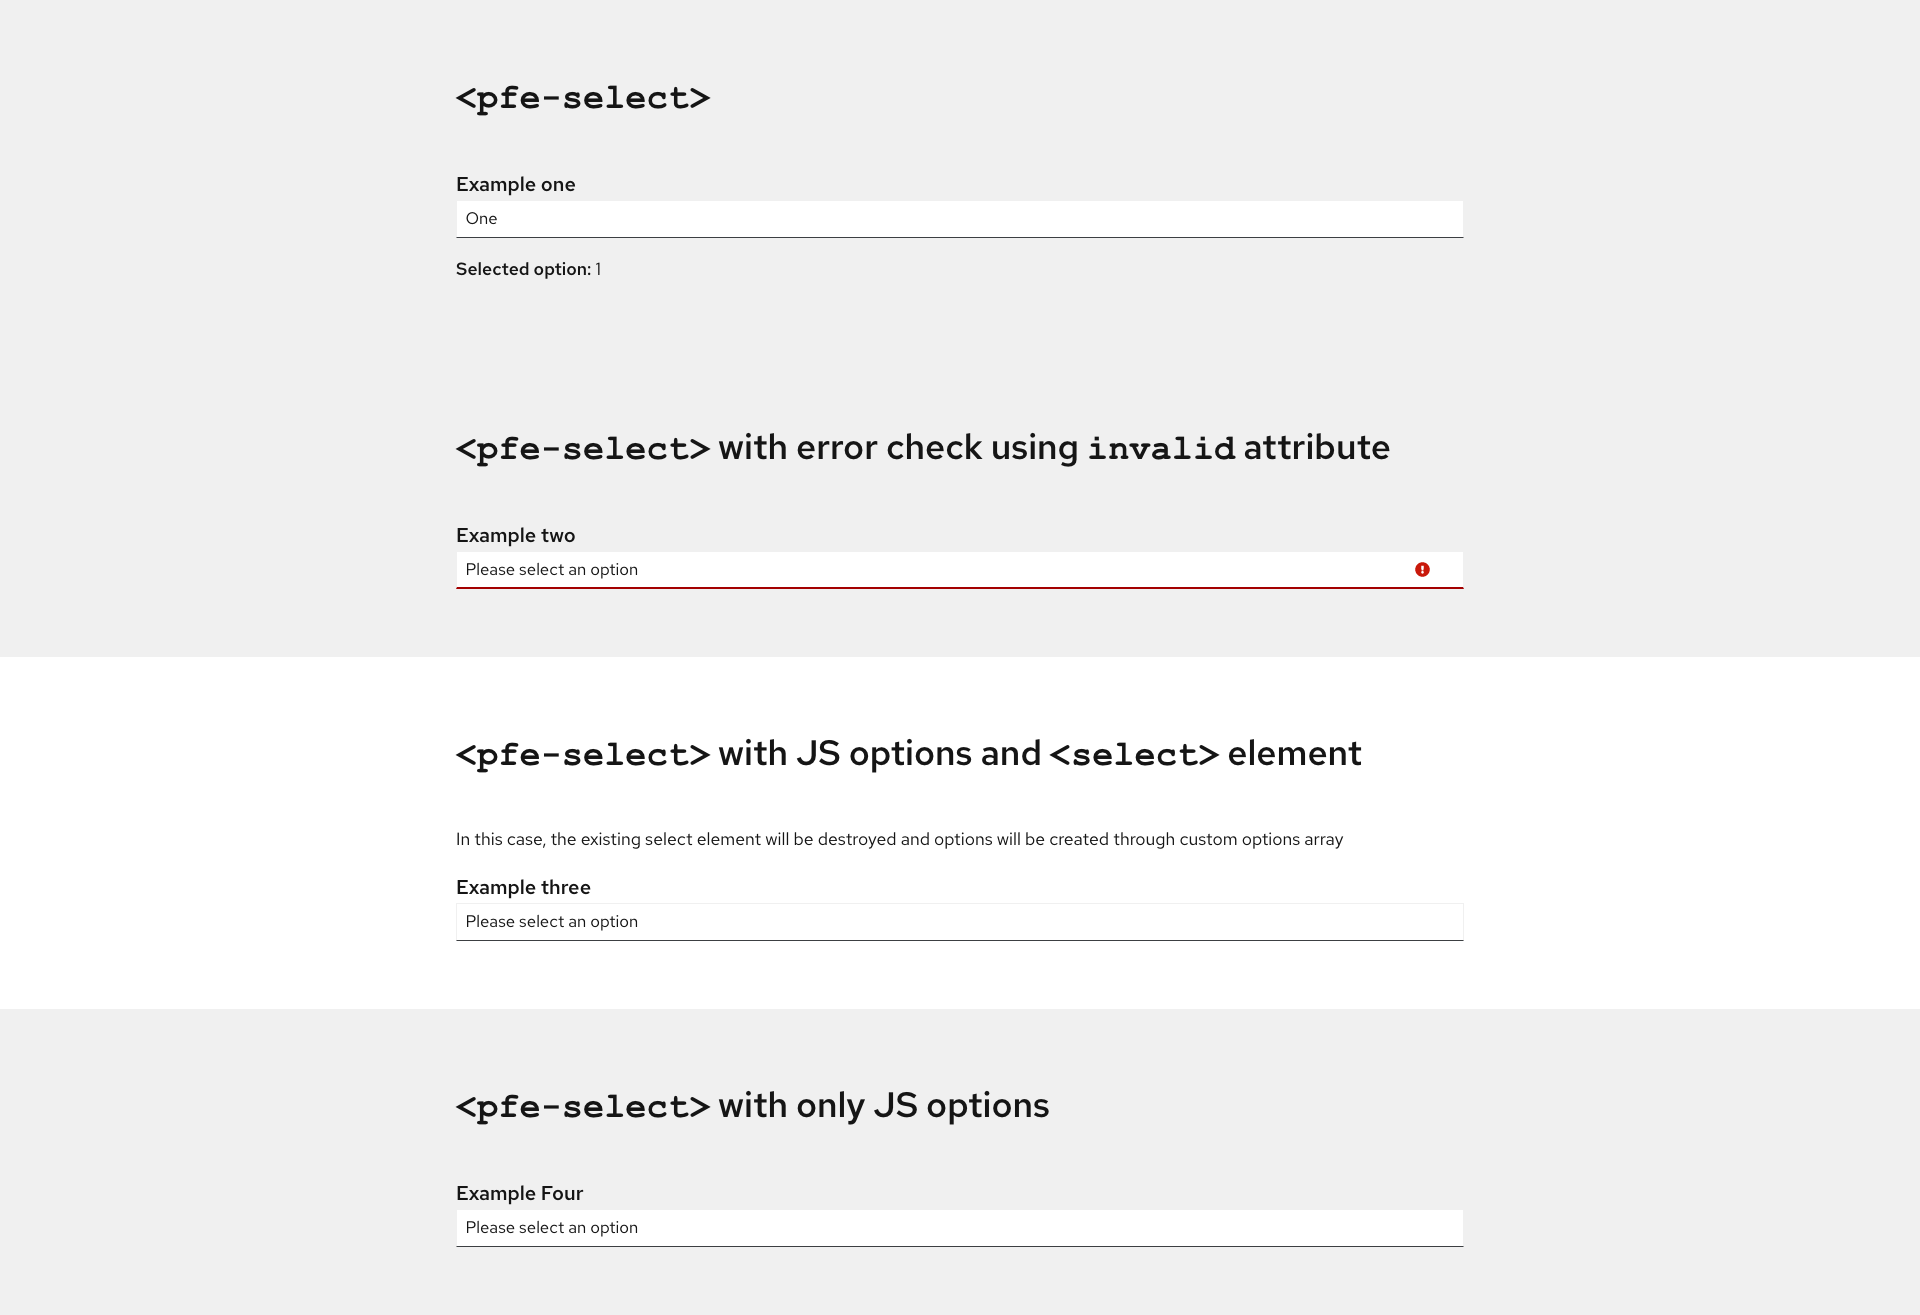 <pfe-select>
Example one
One
Selected option: 1
<pfe-select> with error check using invalid attribute
Example two
Please select an option
<pfe-select> with JS options and <select> element
In this case, the existing select element will be destroyed and options will be created through custom options array
Example three
Please select an option
<pfe-select> with only JS options
Example Four
Please select an option